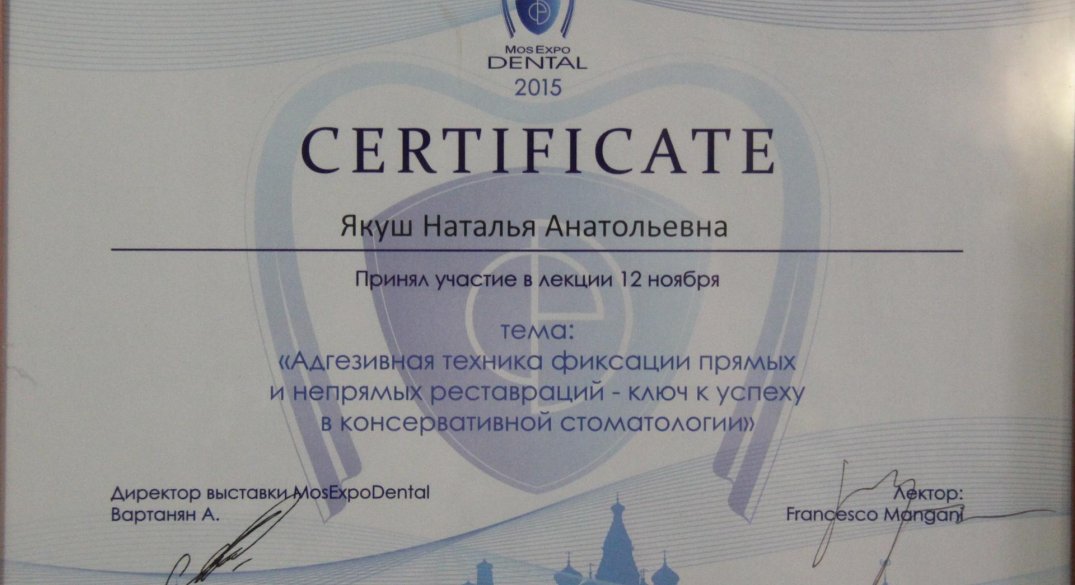 MosExpo
DENTAL
2015
CERTIFICATE
Якуш Наталья Анатольевна
Принял участие в лекции 12 ноября
тема:
«Адгезивная техника фиксации прямых
и непрямых реставраций - ключ к успеху
в консервативной стоматологии»
Директор выставки MosExpoDental
Вартанян А.
Лектор:
Francesco Mangani